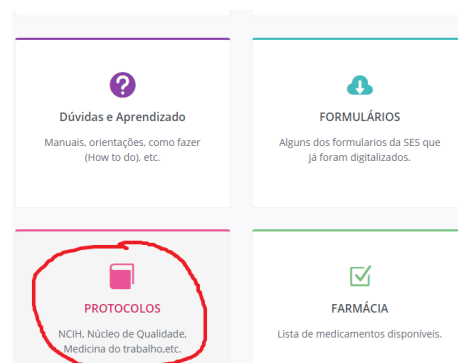 Dúvidas e Aprendizado
Manuais, orientações, como fazer
(How to do), etc.
FORMULÁRIOS
Alguns dos formularios da SES que
já foram digitalizados.
PROTOCOLOS
NCIH, Núcleo de Qualidade,
Medicina do trabalho,etc.
FARMÁCIA
Lista de medicamentos disponíveis.